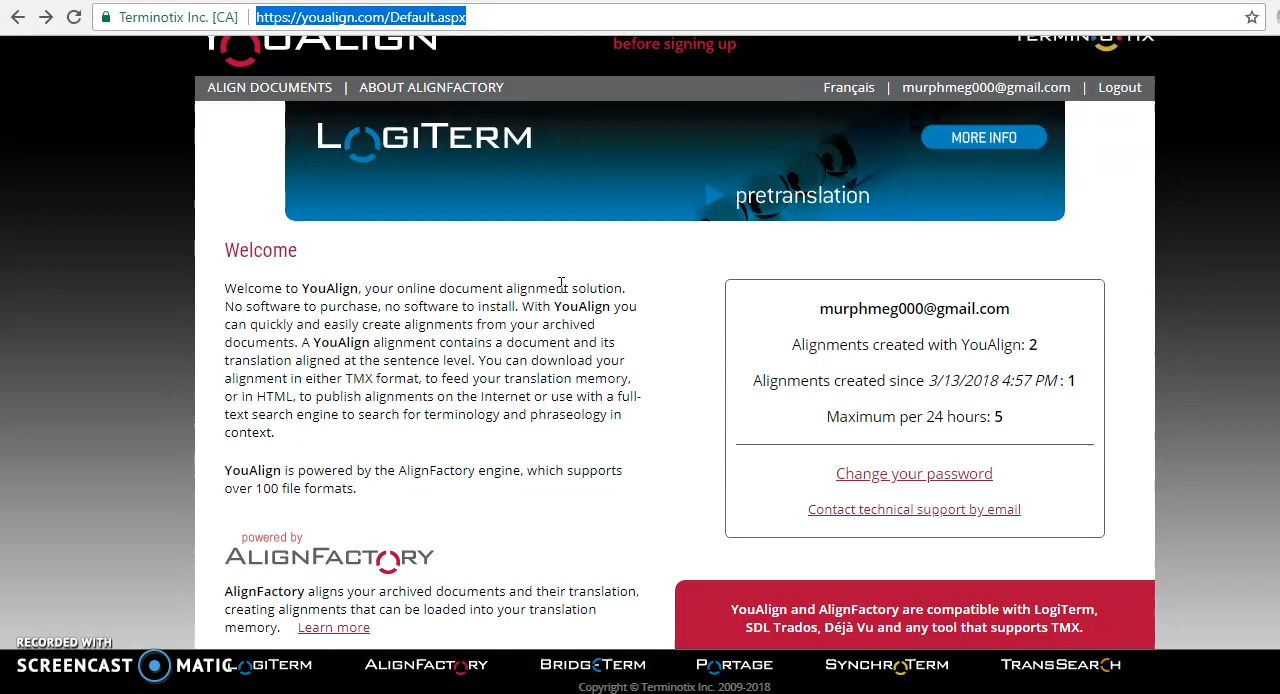 Terminotix Inc. [CA] https://youalign.com/Default.aspx
YOUALIGN before signing up TERMINOTIX
ALIGN DOCUMENTS | ABOUT ALIGNFACTORY Français | murphmeg000@gmail.com | Logout
LOGITERM MORE INFO
pretranslation
Welcome
Welcome to YouAlign, your online document alignment solution.
No software to purchase, no software to install. With YouAlign you
can quickly and easily create alignments from your archived
documents. A YouAlign alignment contains a document and its
translation aligned at the sentence level. You can download your
alignment in either TMX format, to feed your translation memory,
or in HTML, to publish alignments on the Internet or use with a full-
text search engine to search for terminology and phraseology in
context.
YouAlign is powered by the AlignFactory engine, which supports
over 100 file formats.
powered by
ALIGNFACTORY
AlignFactory aligns your archived documents and their translation,
creating alignments that can be loaded into your translation
memory. Learn more
murphmeg000@gmail.com
Alignments created with YouAlign: 2
Alignments created since 3/13/2018 4:57 PM : 1
Maximum per 24 hours: 5
Change your password
Contact technical support by email
YouAlign and AlignFactory are compatible with LogiTerm,
SDL Trados, Déjà Vu and any tool that supports TMX.
RECORDED WITH
SCREENCAST MATIC
LOGITERM ALIGNFACTORY BRIDGETERM PORTAGE SYNCHROTERM TRANSSEARCH
Copyright © Terminotix Inc. 2009-2018